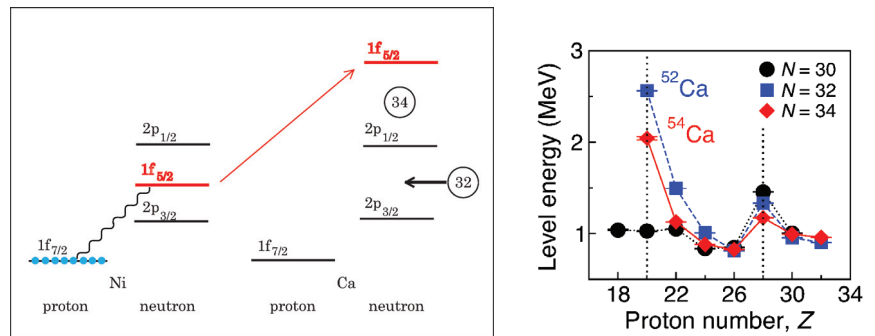 1f5/2
34
2p1/2
2p1/2
1f5/2
32
2p3/2
2p3/2
1f7/2
1f7/2
Ni
Ca
proton
neutron
proton
neutron
Level energy (MeV)
3
2
1
52Ca
54Ca
N = 30
N = 32
N = 34
18
22
26
30
34
Proton number, Z